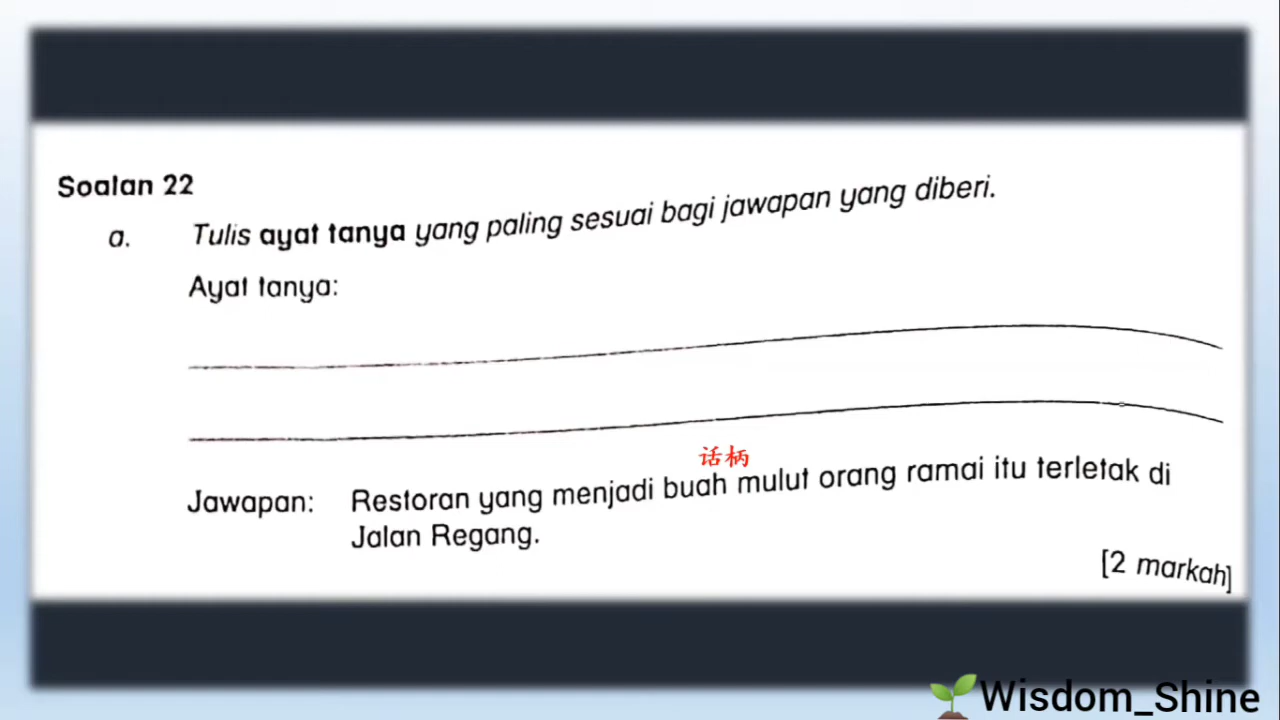 Soalan 22
a. Tulis ayat tanya yang paling sesuai bagi jawapan yang diberi.
Ayat tanya:
话柄
Jawapan: Restoran yang menjadi buah mulut orang ramai itu terletak di
Jalan Regang.
[2 markah]
Wisdom_Shine